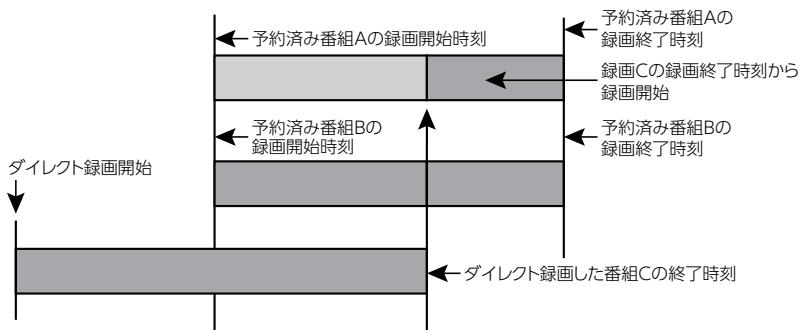 予約済み番組Aの録画開始時刻
予約済み番組Aの
録画終了時刻
録画Cの録画終了時刻から
録画開始
予約済み番組Bの
録画開始時刻
予約済み番組Bの
録画終了時刻
ダイレクト録画開始
ダイレクト録画した番組Cの終了時刻